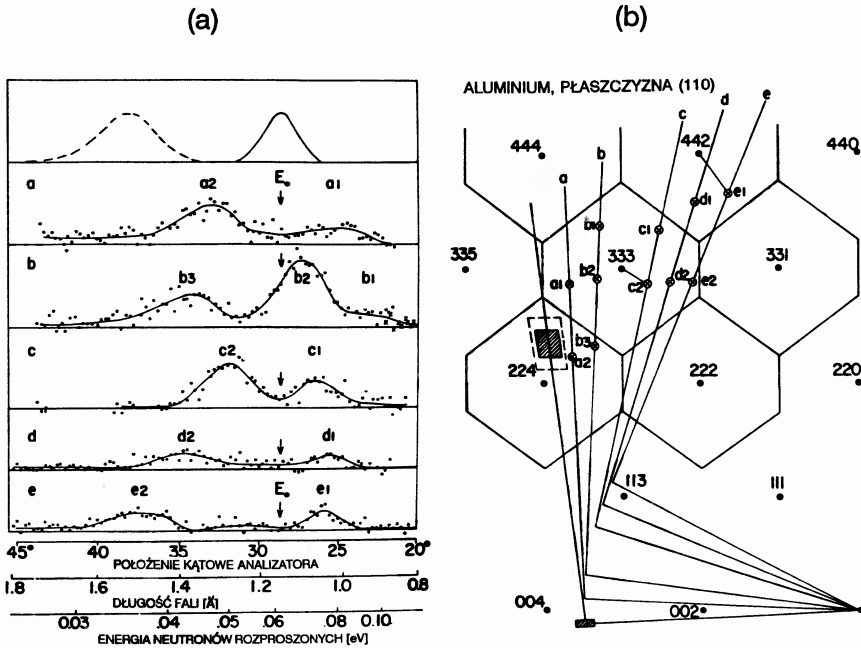 (a)
(b)
ALUMINIUM, PŁASZCZYZNA (110)
a b c d e
444 442 440
335 333 331
224 222 220
113 111
004 002
a1 a2
b1 b2 b3
c1 c2
d1 d2
e1 e2
a a2 E₀ a1
b b3 b2 b1
c c2 c1
d d2 d1
e e2 E₀ e1
45° 40 35 30 25 20°
POŁOŻENIE KĄTOWE ANALIZATORA
1.8 1.6 1.4 1.2 1.0 0.8
DŁUGOŚĆ FALI [Å]
0.03 .04 .05 .06 .08 0.10
ENERGIA NEUTRONÓW ROZPROSZONYCH [eV]